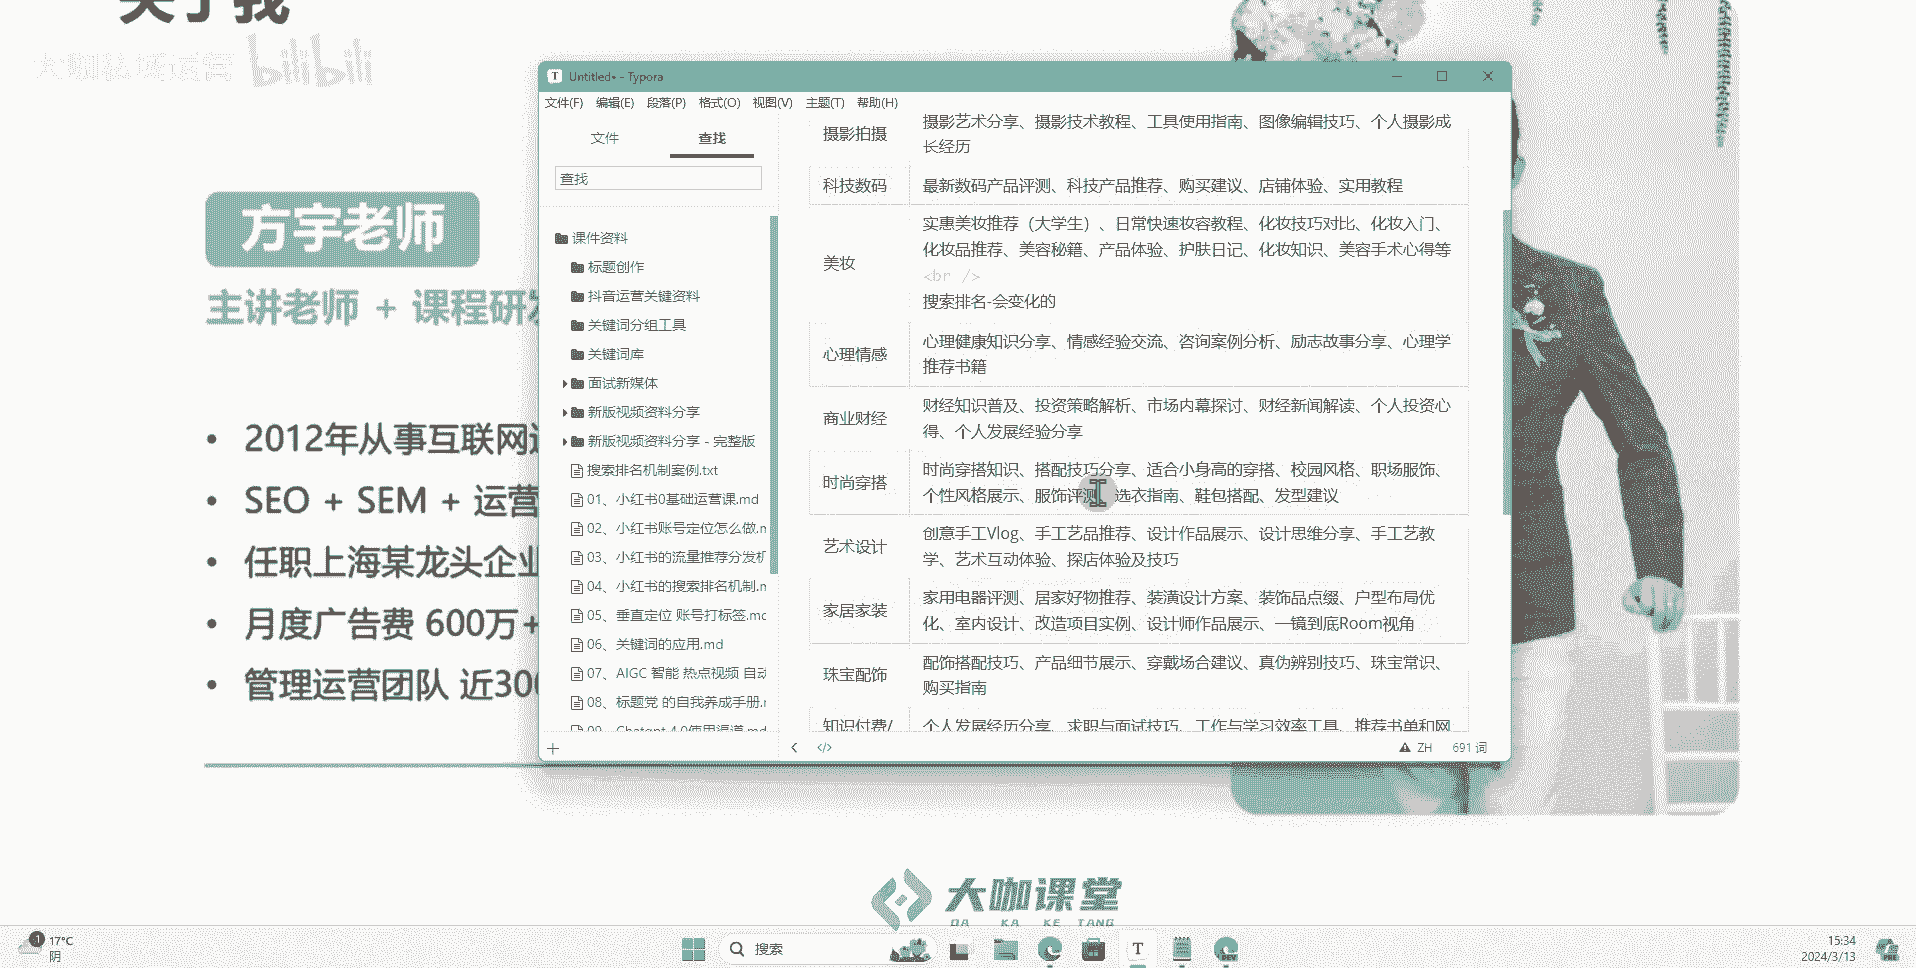 关于我
大咖私域运营 bilibili
方宇老师
主讲老师 + 课程研发
2012年从事互联网运
SEO + SEM + 运营
任职上海某龙头企业
月度广告费 600万+
管理运营团队 近300
Untitled• - Typora
文件(F) 编辑(E) 段落(P) 格式(O) 视图(V) 主题(T) 帮助(H)
文件 查找
查找
课件资料
标题创作
抖音运营关键资料
关键词分组工具
关键词库
面试新媒体
新版视频资料分享
新版视频资料分享 - 完整版
搜索排名机制案例.txt
01、小红书0基础运营课.md
02、小红书账号定位怎么做.m
03、小红书的流量推荐分发机
04、小红书的搜索排名机制.m
05、垂直定位 账号打标签.mc
06、关键词的应用.md
07、AIGC 智能 热点视频 自动
08、标题党 的自我养成手册.r
09、Chatgpt 4.0使用渠道.md
摄影拍摄
摄影艺术分享、摄影技术教程、工具使用指南、图像编辑技巧、个人摄影成
长经历
科技数码
最新数码产品评测、科技产品推荐、购买建议、店铺体验、实用教程
美妆
实惠美妆推荐（大学生）、日常快速妆容教程、化妆技巧对比、化妆入门、
化妆品推荐、美容秘籍、产品体验、护肤日记、化妆知识、美容手术心得等
<br />
搜索排名-会变化的
心理情感
心理健康知识分享、情感经验交流、咨询案例分析、励志故事分享、心理学
推荐书籍
商业财经
财经知识普及、投资策略解析、市场内幕探讨、财经新闻解读、个人投资心
得、个人发展经验分享
时尚穿搭
时尚穿搭知识、搭配技巧分享、适合小身高的穿搭、校园风格、职场服饰、
个性风格展示、服饰评测、选衣指南、鞋包搭配、发型建议
艺术设计
创意手工Vlog、手工艺品推荐、设计作品展示、设计思维分享、手工艺教
学、艺术互动体验、探店体验及技巧
家居家装
家用电器评测、居家好物推荐、装潢设计方案、装饰品点缀、户型布局优
化、室内设计、改造项目实例、设计师作品展示、一镜到底Room视角
珠宝配饰
配饰搭配技巧、产品细节展示、穿戴场合建议、真伪辨别技巧、珠宝常识、
购买指南
知识付费/
个人发展经历分享、求职与面试技巧、工作与学习效率工具、推荐书单和网
</> ZH 691 词
大咖课堂
DA KA KE TANG
1 17°C
阴
搜索
T
DEV
15:34
2024/3/13
PRE